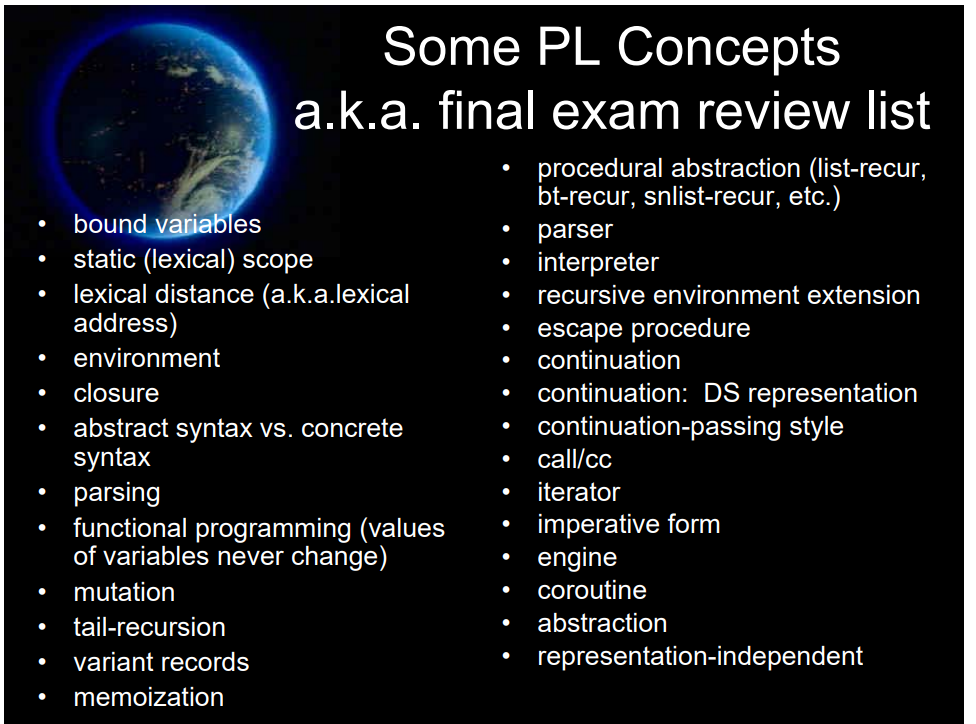 Some PL Concepts
a.k.a. final exam review list
• bound variables
• static (lexical) scope
• lexical distance (a.k.a.lexical
address)
• environment
• closure
• abstract syntax vs. concrete
syntax
• parsing
• functional programming (values
of variables never change)
• mutation
• tail-recursion
• variant records
• memoization
• procedural abstraction (list-recur,
bt-recur, snlist-recur, etc.)
• parser
• interpreter
• recursive environment extension
• escape procedure
• continuation
• continuation:  DS representation
• continuation-passing style
• call/cc
• iterator
• imperative form
• engine
• coroutine
• abstraction
• representation-independent